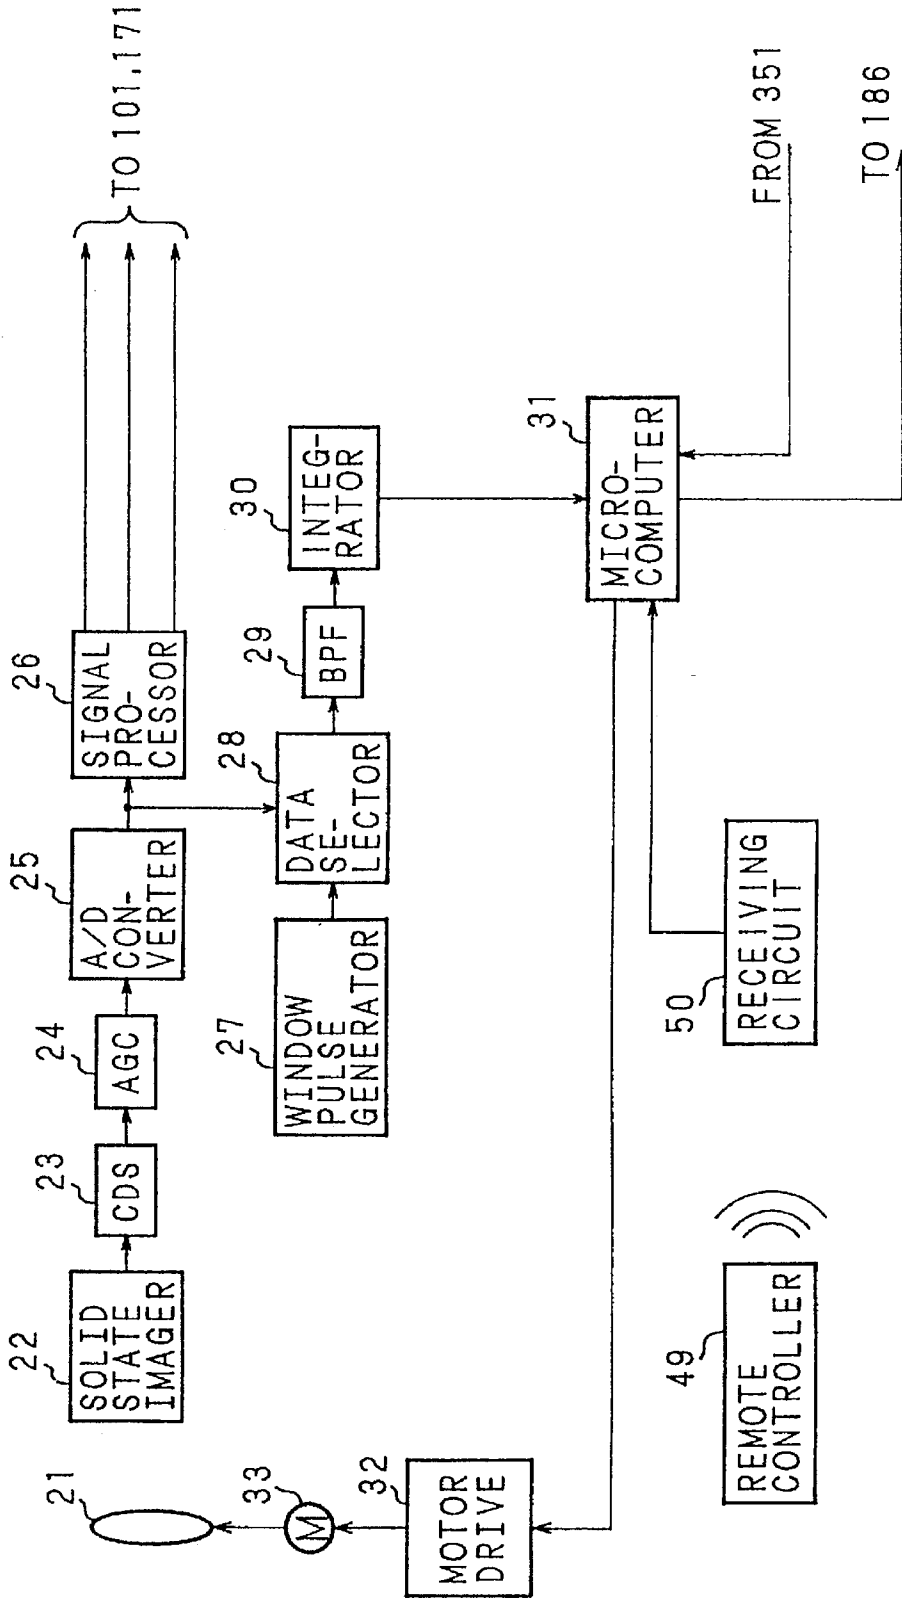 21
22
SOLID
STATE
IMAGER
23
CDS
24
AGC
25
A/D
CON-
VERTER
26
SIGNAL
PRO-
CESSOR
TO 101,171
33
M
27
WINDOW
PULSE
GENERATOR
28
DATA
SE-
LECTOR
29
BPF
30
INTEG-
RATOR
32
MOTOR
DRIVE
31
MICRO-
COMPUTER
49
REMOTE
CONTROLLER
50
RECEIVING
CIRCUIT
FROM 351
TO 186